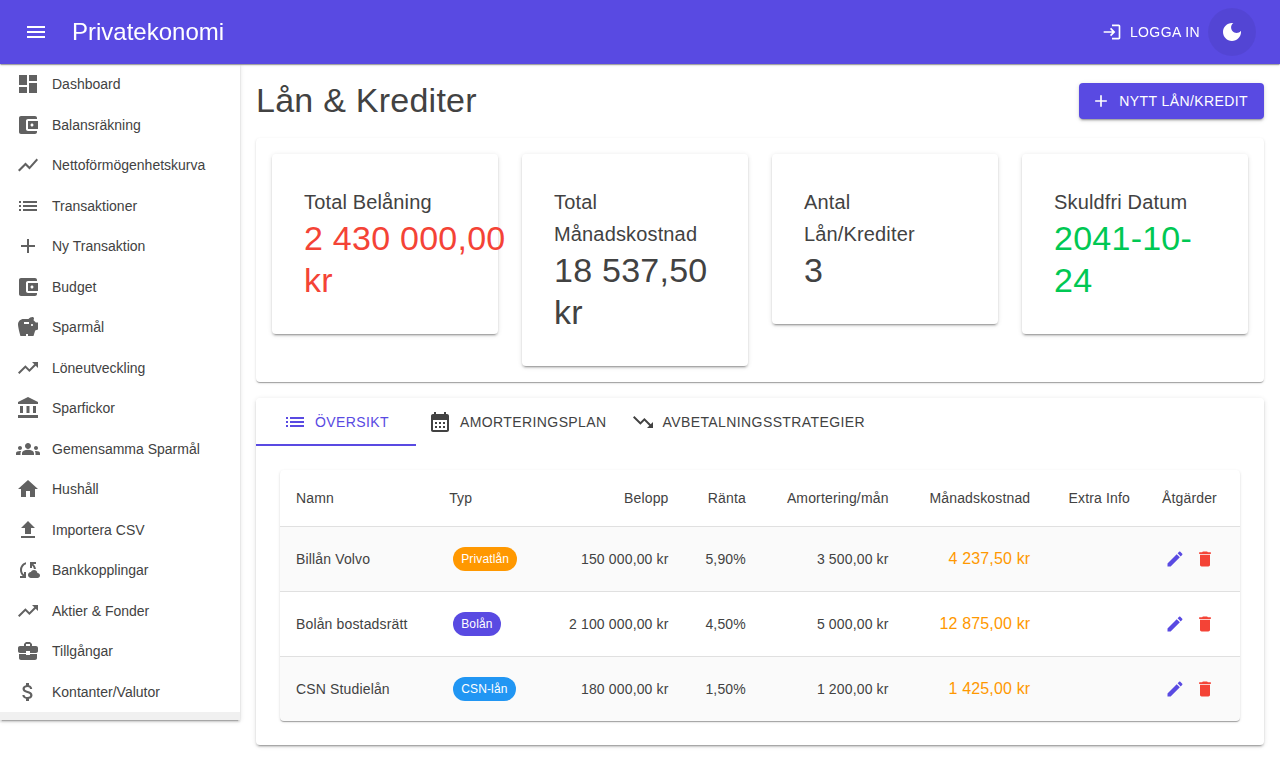 Privatekonomi
LOGGA IN
Dashboard
Balansräkning
Nettoförmögenhetskurva
Transaktioner
Ny Transaktion
Budget
Sparmål
Löneutveckling
Sparfickor
Gemensamma Sparmål
Hushåll
Importera CSV
Bankkopplingar
Aktier & Fonder
Tillgångar
Kontanter/Valutor
Lån & Krediter
NYTT LÅN/KREDIT
Total Belåning
2 430 000,00
kr
Total
Månadskostnad
18 537,50
kr
Antal
Lån/Krediter
3
Skuldfri Datum
2041-10-
24
ÖVERSIKT AMORTERINGSPLAN AVBETALNINGSSTRATEGIER
Namn Typ Belopp Ränta Amortering/mån Månadskostnad Extra Info Åtgärder
Billån Volvo Privatlån 150 000,00 kr 5,90% 3 500,00 kr 4 237,50 kr
Bolån bostadsrätt Bolån 2 100 000,00 kr 4,50% 5 000,00 kr 12 875,00 kr
CSN Studielån CSN-lån 180 000,00 kr 1,50% 1 200,00 kr 1 425,00 kr